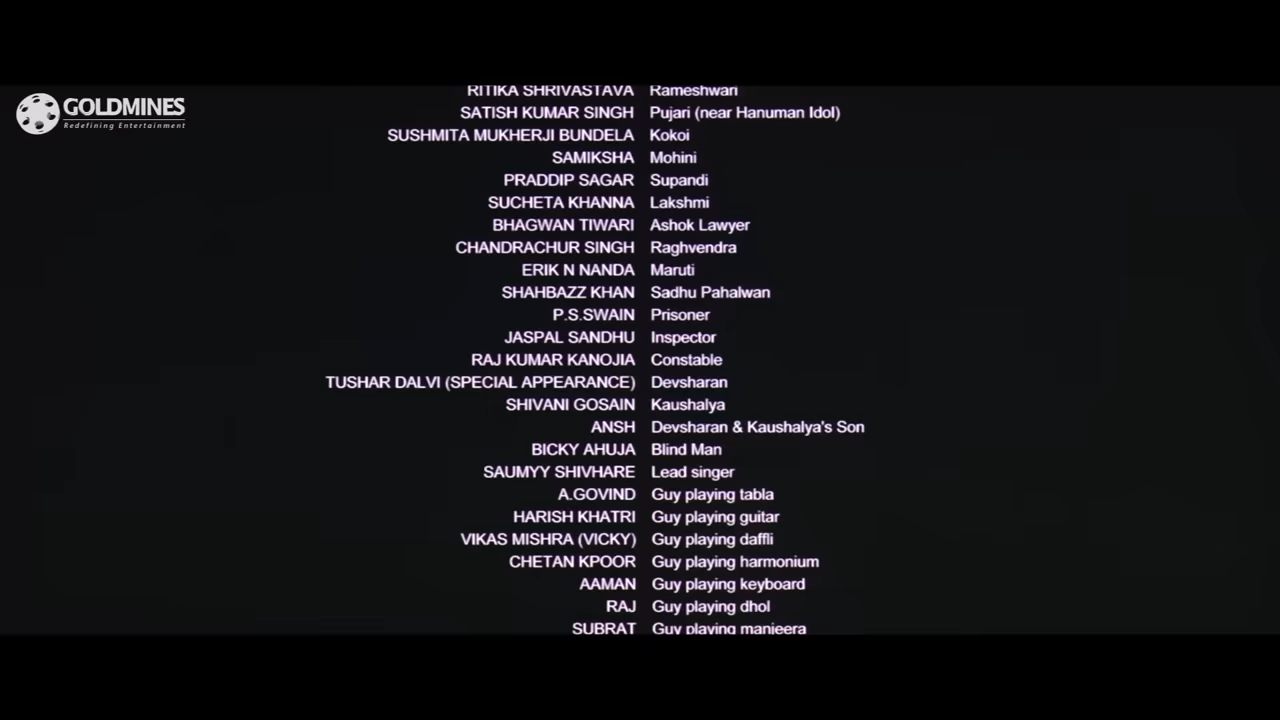 GOLDMINES
Redefining Entertainment
RITIKA SHRIVASTAVA Rameshwari
SATISH KUMAR SINGH Pujari (near Hanuman Idol)
SUSHMITA MUKHERJI BUNDELA Kokoi
SAMIKSHA Mohini
PRADDIP SAGAR Supandi
SUCHETA KHANNA Lakshmi
BHAGWAN TIWARI Ashok Lawyer
CHANDRACHUR SINGH Raghvendra
ERIK N NANDA Maruti
SHAHBAZZ KHAN Sadhu Pahalwan
P.S.SWAIN Prisoner
JASPAL SANDHU Inspector
RAJ KUMAR KANOJIA Constable
TUSHAR DALVI (SPECIAL APPEARANCE) Devsharan
SHIVANI GOSAIN Kaushalya
ANSH Devsharan & Kaushalya's Son
BICKY AHUJA Blind Man
SAUMYY SHIVHARE Lead singer
A.GOVIND Guy playing tabla
HARISH KHATRI Guy playing guitar
VIKAS MISHRA (VICKY) Guy playing daffli
CHETAN KPOOR Guy playing harmonium
AAMAN Guy playing keyboard
RAJ Guy playing dhol
SUBRAT Guy playing manjeera